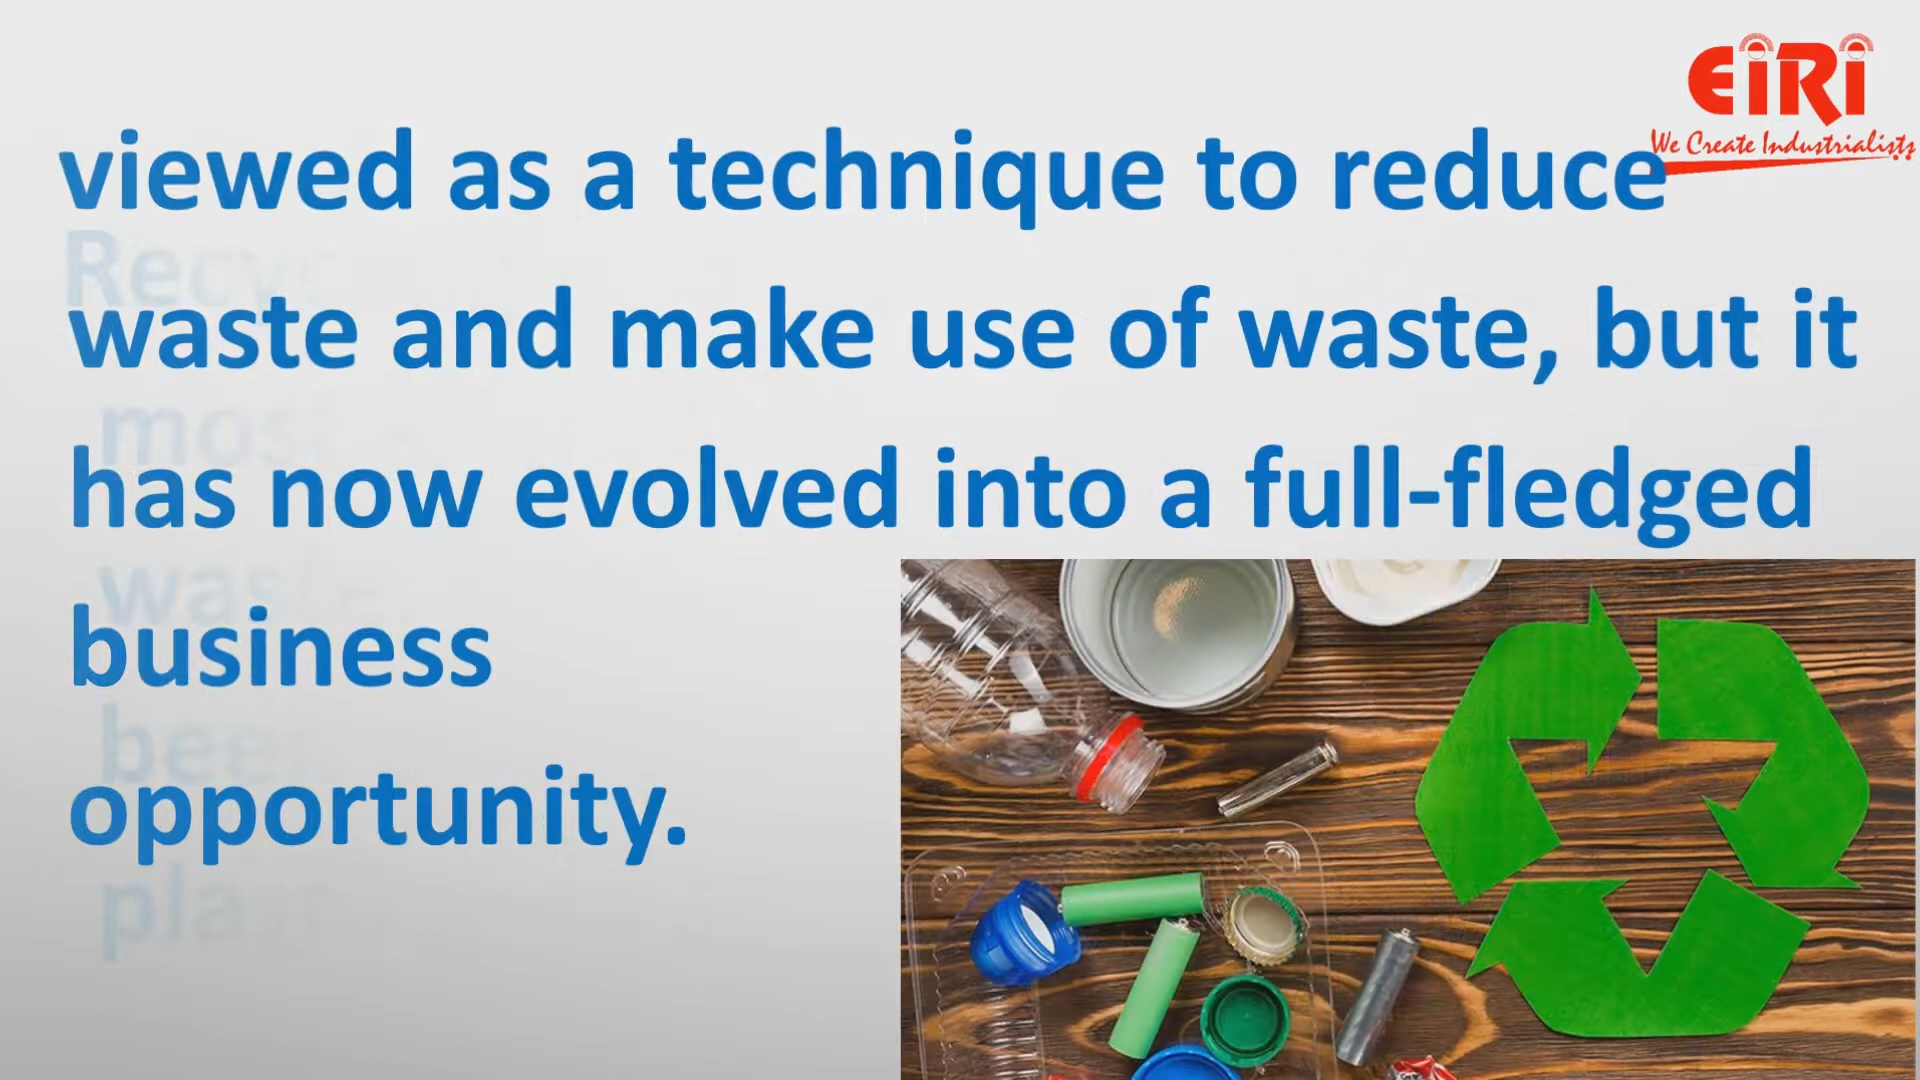 EiRi
We Create Industrialists
viewed as a technique to reduce
waste and make use of waste, but it
has now evolved into a full-fledged
business
opportunity.